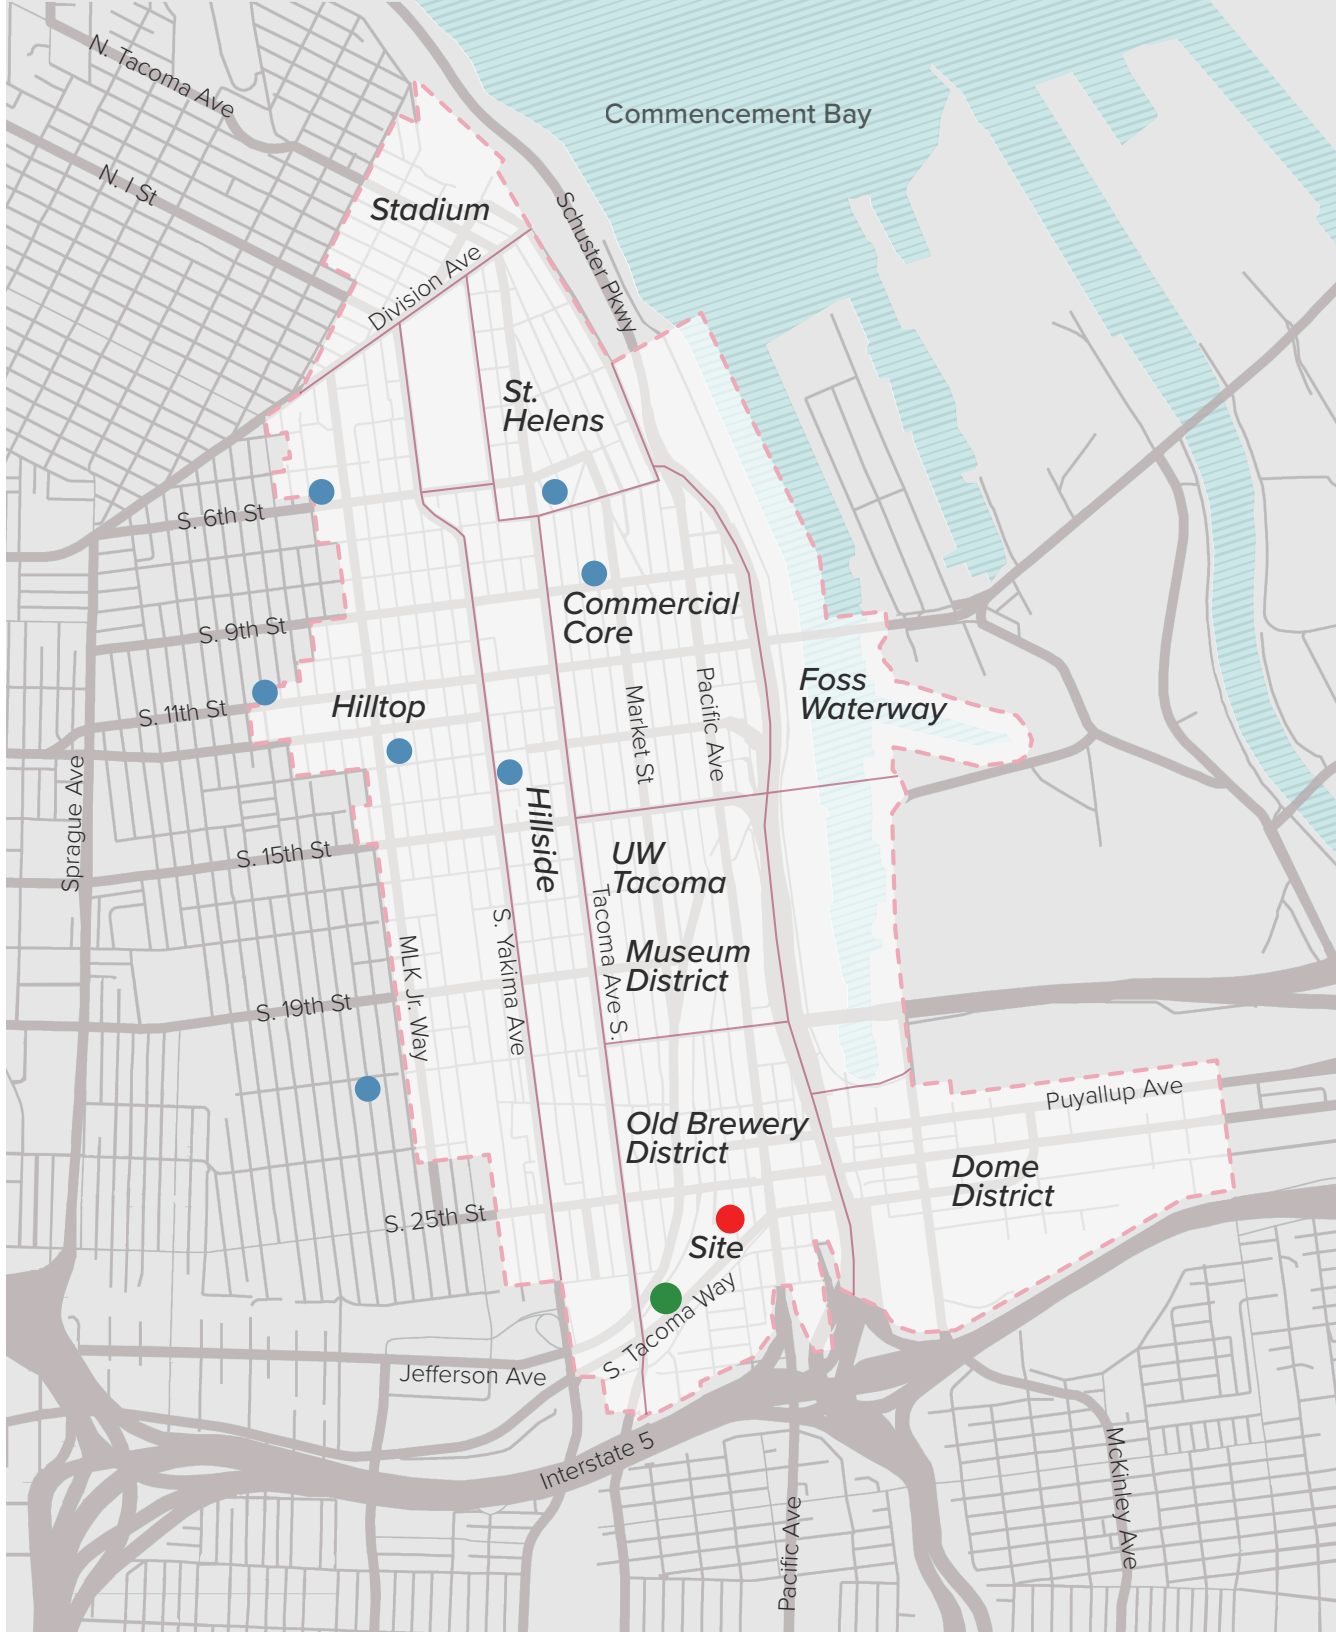 Commencement Bay
N. Tacoma Ave
N. I St
Stadium
Schuster Pkwy
Division Ave
St.
Helens
S. 6th St
Commercial
Core
S. 9th St
Foss
Waterway
Hilltop
S. 11th St
Market St
Pacific Ave
Sprague Ave
Hillside
S. 15th St
UW
Tacoma
Tacoma Ave S.
Museum
District
S. Yakima Ave
MLK Jr. Way
S. 19th St
Puyallup Ave
Old Brewery
District
Dome
District
S. 25th St
Site
S. Tacoma Way
Jefferson Ave
Interstate 5
McKinley Ave
Pacific Ave